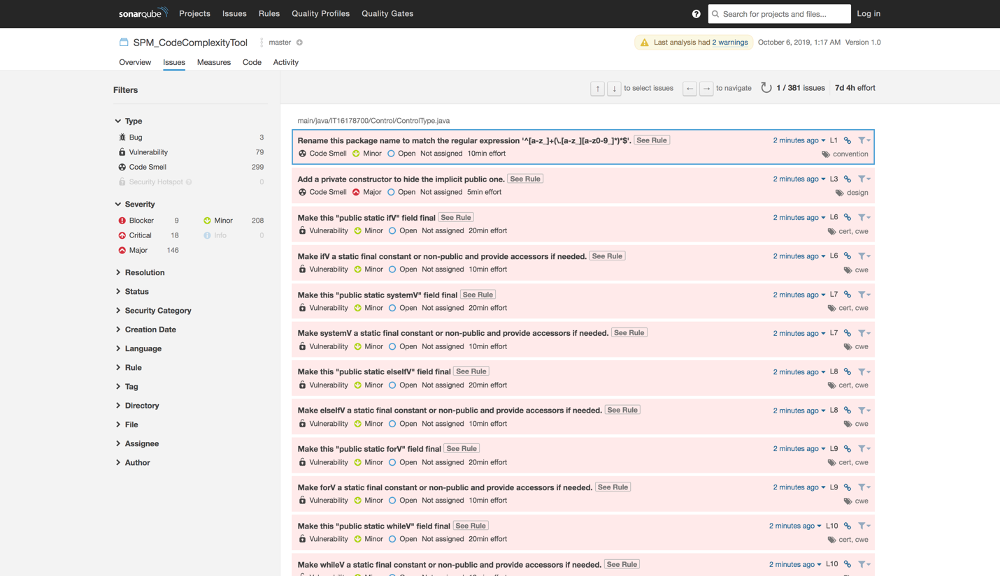 sonarqube Projects Issues Rules Quality Profiles Quality Gates ? Search for projects and files... Log in
SPM_CodeComplexityTool master Last analysis had 2 warnings October 6, 2019, 1:17 AM Version 1.0
Overview Issues Measures Code Activity
Filters
Type
Bug 3
Vulnerability 79
Code Smell 299
Security Hotspot ? 0
Severity
Blocker 9 Minor 208
Critical 18 Info 0
Major 146
Resolution
Status
Security Category
Creation Date
Language
Rule
Tag
Directory
File
Assignee
Author
↑ ↓ to select issues ← → to navigate 1 / 381 issues 7d 4h effort
main/java/IT16178700/Control/ControlType.java
Rename this package name to match the regular expression '^[a-z_]+(\.[a-z_][a-z0-9_]*)*$'. See Rule 2 minutes ago L1
Code Smell Minor Open Not assigned 10min effort convention
Add a private constructor to hide the implicit public one. See Rule 2 minutes ago L3
Code Smell Major Open Not assigned 5min effort design
Make this "public static ifV" field final See Rule 2 minutes ago L6
Vulnerability Minor Open Not assigned 20min effort cert, cwe
Make ifV a static final constant or non-public and provide accessors if needed. See Rule 2 minutes ago L6
Vulnerability Minor Open Not assigned 10min effort cwe
Make this "public static systemV" field final See Rule 2 minutes ago L7
Vulnerability Minor Open Not assigned 20min effort cert, cwe
Make systemV a static final constant or non-public and provide accessors if needed. See Rule 2 minutes ago L7
Vulnerability Minor Open Not assigned 10min effort cwe
Make this "public static elseIfV" field final See Rule 2 minutes ago L8
Vulnerability Minor Open Not assigned 20min effort cert, cwe
Make elseIfV a static final constant or non-public and provide accessors if needed. See Rule 2 minutes ago L8
Vulnerability Minor Open Not assigned 10min effort cwe
Make this "public static forV" field final See Rule 2 minutes ago L9
Vulnerability Minor Open Not assigned 20min effort cert, cwe
Make forV a static final constant or non-public and provide accessors if needed. See Rule 2 minutes ago L9
Vulnerability Minor Open Not assigned 10min effort cwe
Make this "public static whileV" field final See Rule 2 minutes ago L10
Vulnerability Minor Open Not assigned 20min effort cert, cwe
Make whileV a static final constant or non-public and provide accessors if needed. See Rule 2 minutes ago L10